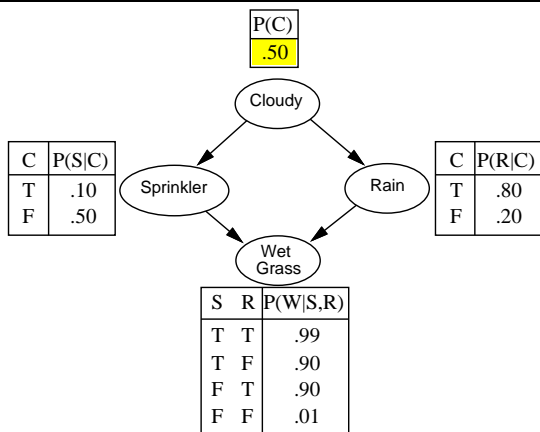 P(C)
.50
Cloudy
C P(S|C)
T .10
F .50
Sprinkler
Rain
C P(R|C)
T .80
F .20
Wet
Grass
S R P(W|S,R)
T T .99
T F .90
F T .90
F F .01